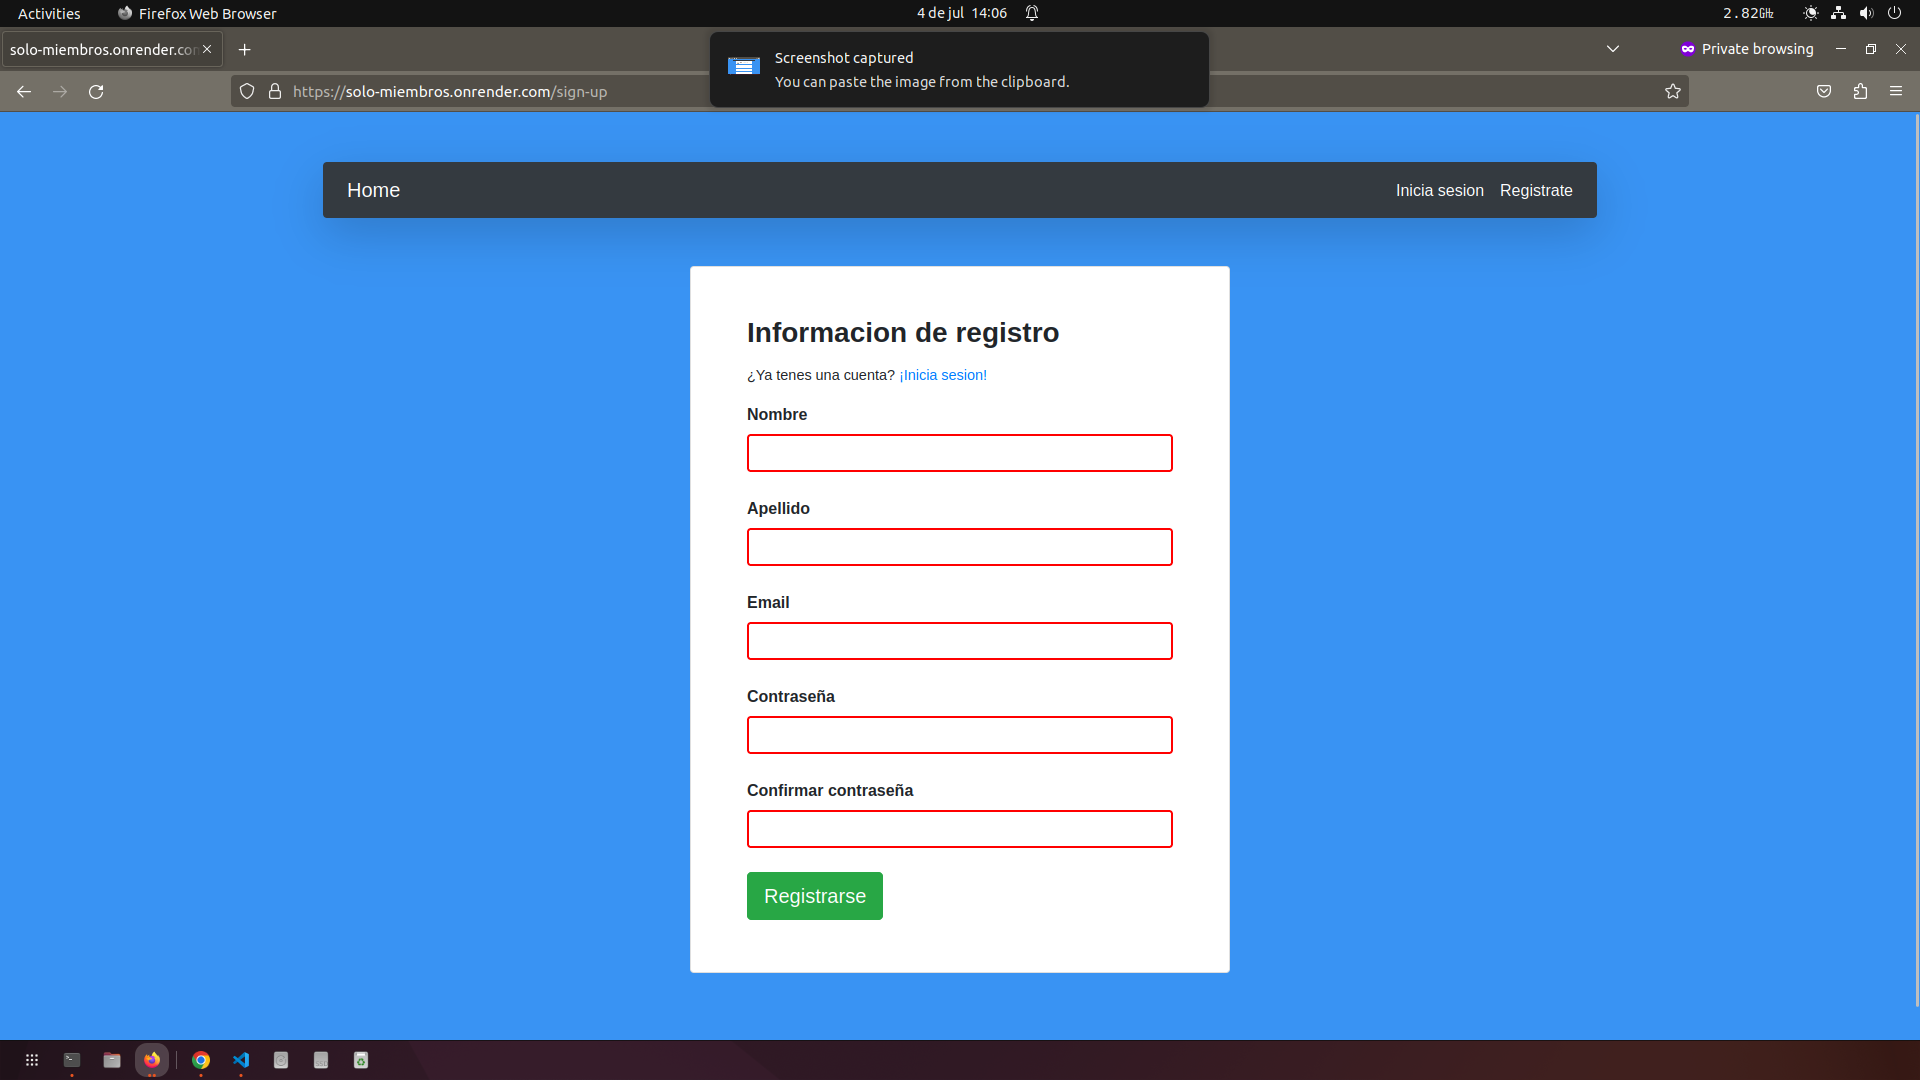 Activities
Firefox Web Browser
4 de jul 14:06
2.82GHz
solo-miembros.onrender.com
Private browsing
Screenshot captured
You can paste the image from the clipboard.
https://solo-miembros.onrender.com/sign-up
Home
Inicia sesion
Registrate
Informacion de registro
¿Ya tenes una cuenta? ¡Inicia sesion!
Nombre
Apellido
Email
Contraseña
Confirmar contraseña
Registrarse